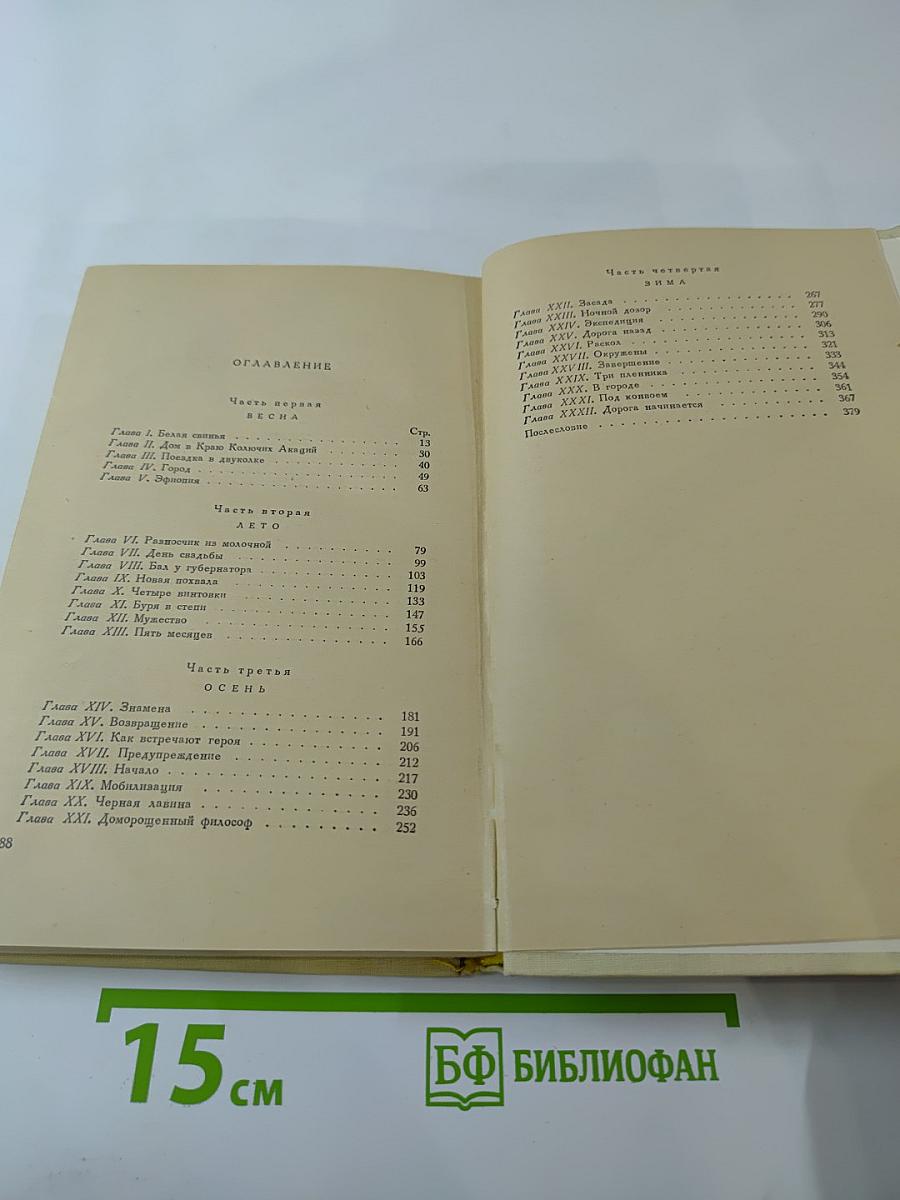 ОГЛАВЛЕНИЕ
Часть первая
ВЕСНА
Стр.
Глава I. Белая свинья . . . . . . . . . . . . . . . 13
Глава II. Дом в Краю Колючих Акаций . . . . . . . 30
Глава III. Поездка в двуколке . . . . . . . . . . . . 40
Глава IV. Город . . . . . . . . . . . . . . . . . . 49
Глава V. Эфиопия . . . . . . . . . . . . . . . . . 63
Часть вторая
ЛЕТО
Глава VI. Разносчик из молочной . . . . . . . . . . 79
Глава VII. День свадьбы . . . . . . . . . . . . . . 99
Глава VIII. Бал у губернатора . . . . . . . . . . . . 103
Глава IX. Новая похвала . . . . . . . . . . . . . . 119
Глава X. Четыре винтовки . . . . . . . . . . . . . 133
Глава XI. Буря в степи . . . . . . . . . . . . . . 147
Глава XII. Мужество . . . . . . . . . . . . . . . 155
Глава XIII. Пять месяцев . . . . . . . . . . . . . 166
Часть третья
ОСЕНЬ
Глава XIV. Знамена . . . . . . . . . . . . . . . 181
Глава XV. Возвращение . . . . . . . . . . . . . . 191
Глава XVI. Как встречают героя . . . . . . . . . . 206
Глава XVII. Предупреждение . . . . . . . . . . . 212
Глава XVIII. Начало . . . . . . . . . . . . . . . 217
Глава XIX. Мобилизация . . . . . . . . . . . . . 230
Глава XX. Черная лавина . . . . . . . . . . . . . 236
Глава XXI. Доморощенный философ . . . . . . . . . 252
88
Часть четвертая
ЗИМА
Глава XXII. Засада . . . . . . . . . . . . . . . 267
Глава XXIII. Ночной дозор . . . . . . . . . . . . 277
Глава XXIV. Экспедиция . . . . . . . . . . . . . 290
Глава XXV. Дорога назад . . . . . . . . . . . . . 306
Глава XXVI. Раскол . . . . . . . . . . . . . . . 313
Глава XXVII. Окружены . . . . . . . . . . . . . 321
Глава XXVIII. Завершение . . . . . . . . . . . . 333
Глава XXIX. Три пленника . . . . . . . . . . . . 344
Глава XXX. В городе . . . . . . . . . . . . . . 354
Глава XXXI. Под конвоем . . . . . . . . . . . . 361
Глава XXXII. Дорога начинается . . . . . . . . . . 367
Послесловие . . . . . . . . . . . . . . . . . . 379
15 см
БФ БИБЛИОФАН